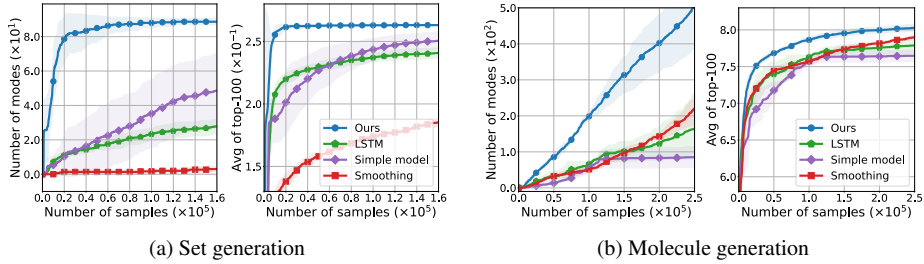 Number of modes (×10¹)
8.0
6.0
4.0
2.0
0.0
0.0 0.2 0.4 0.6 0.8 1.0 1.2 1.4 1.6
Number of samples (×10⁵)
Avg of top-100 (×10⁻¹)
2.5
2.1
1.7
1.3
Ours
LSTM
Simple model
Smoothing
0.0 0.2 0.4 0.6 0.8 1.0 1.2 1.4 1.6
Number of samples (×10⁵)
(a) Set generation
Number of modes (×10²)
5.0
4.0
3.0
2.0
1.0
0.0
0.0 0.5 1.0 1.5 2.0 2.5
Number of samples (×10⁵)
Avg of top-100
8.0
7.5
7.0
6.5
6.0
Ours
LSTM
Simple model
Smoothing
0.0 0.5 1.0 1.5 2.0 2.5
Number of samples (×10⁵)
(b) Molecule generation